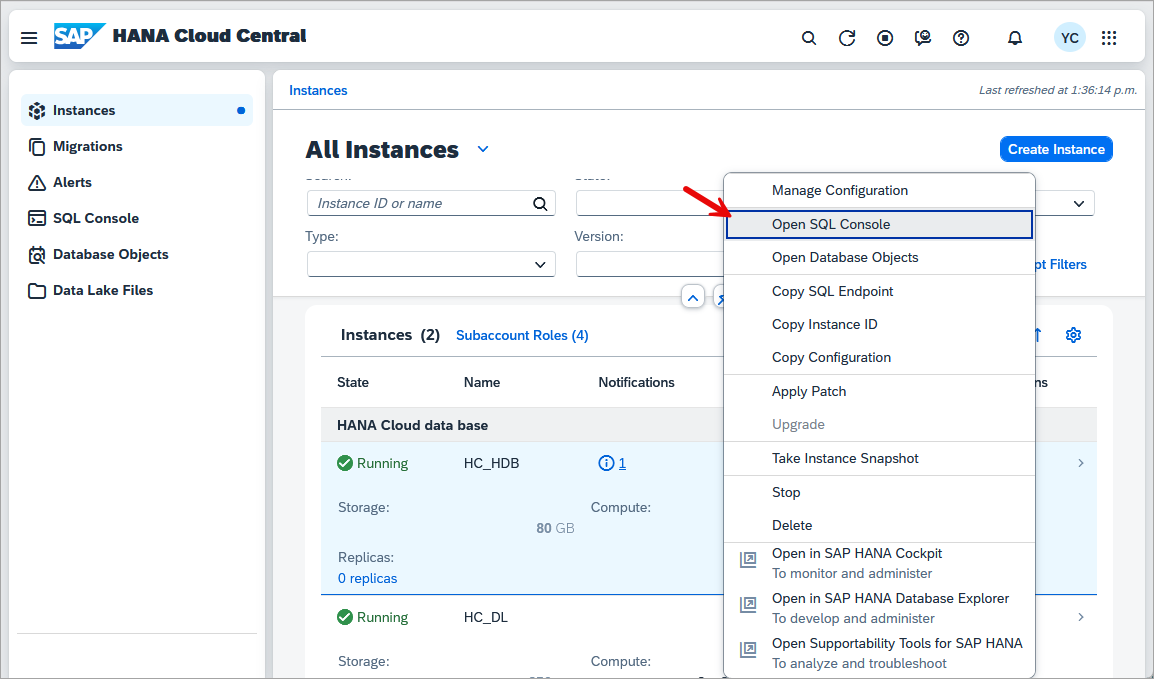 SAP HANA Cloud Central
YC
Instances
Migrations
Alerts
SQL Console
Database Objects
Data Lake Files
Instances
Last refreshed at 1:36:14 p.m.
All Instances
Create Instance
Instance ID or name
Type:
Version:
pt Filters
Instances (2) Subaccount Roles (4)
State Name Notifications
ns
HANA Cloud data base
Running HC_HDB 1
Storage: Compute:
80 GB
Replicas:
0 replicas
Running HC_DL
Storage: Compute:
Manage Configuration
Open SQL Console
Open Database Objects
Copy SQL Endpoint
Copy Instance ID
Copy Configuration
Apply Patch
Upgrade
Take Instance Snapshot
Stop
Delete
Open in SAP HANA Cockpit
To monitor and administer
Open in SAP HANA Database Explorer
To develop and administer
Open Supportability Tools for SAP HANA
To analyze and troubleshoot